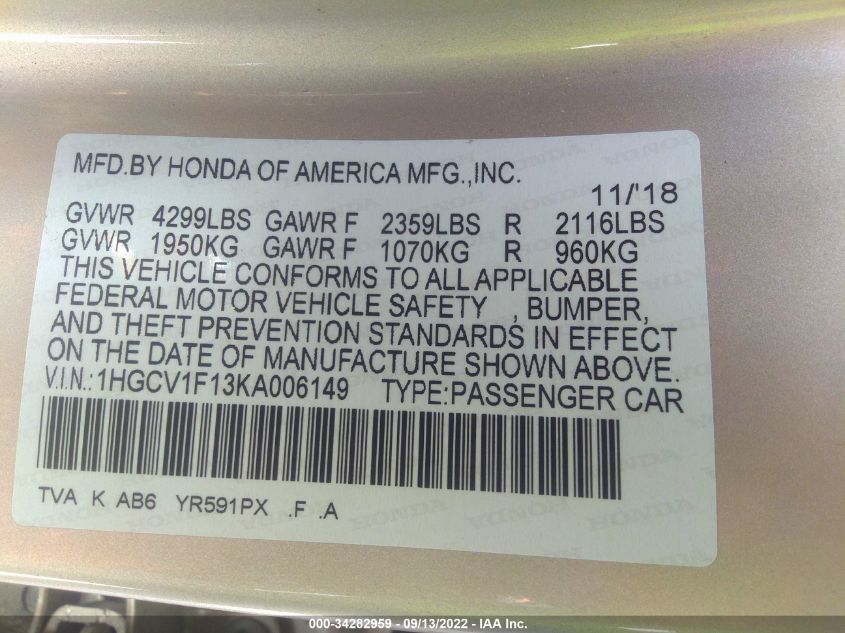 MFD.BY HONDA OF AMERICA MFG.,INC.
11/'18
GVWR 4299LBS GAWR F 2359LBS R 2116LBS
GVWR 1950KG GAWR F 1070KG R 960KG
THIS VEHICLE CONFORMS TO ALL APPLICABLE
FEDERAL MOTOR VEHICLE SAFETY , BUMPER,
AND THEFT PREVENTION STANDARDS IN EFFECT
ON THE DATE OF MANUFACTURE SHOWN ABOVE.
V.I.N.:1HGCV1F13KA006149 TYPE:PASSENGER CAR
TVA K AB6 YR591PX .F .A
000-34282959 - 09/13/2022 - IAA Inc.